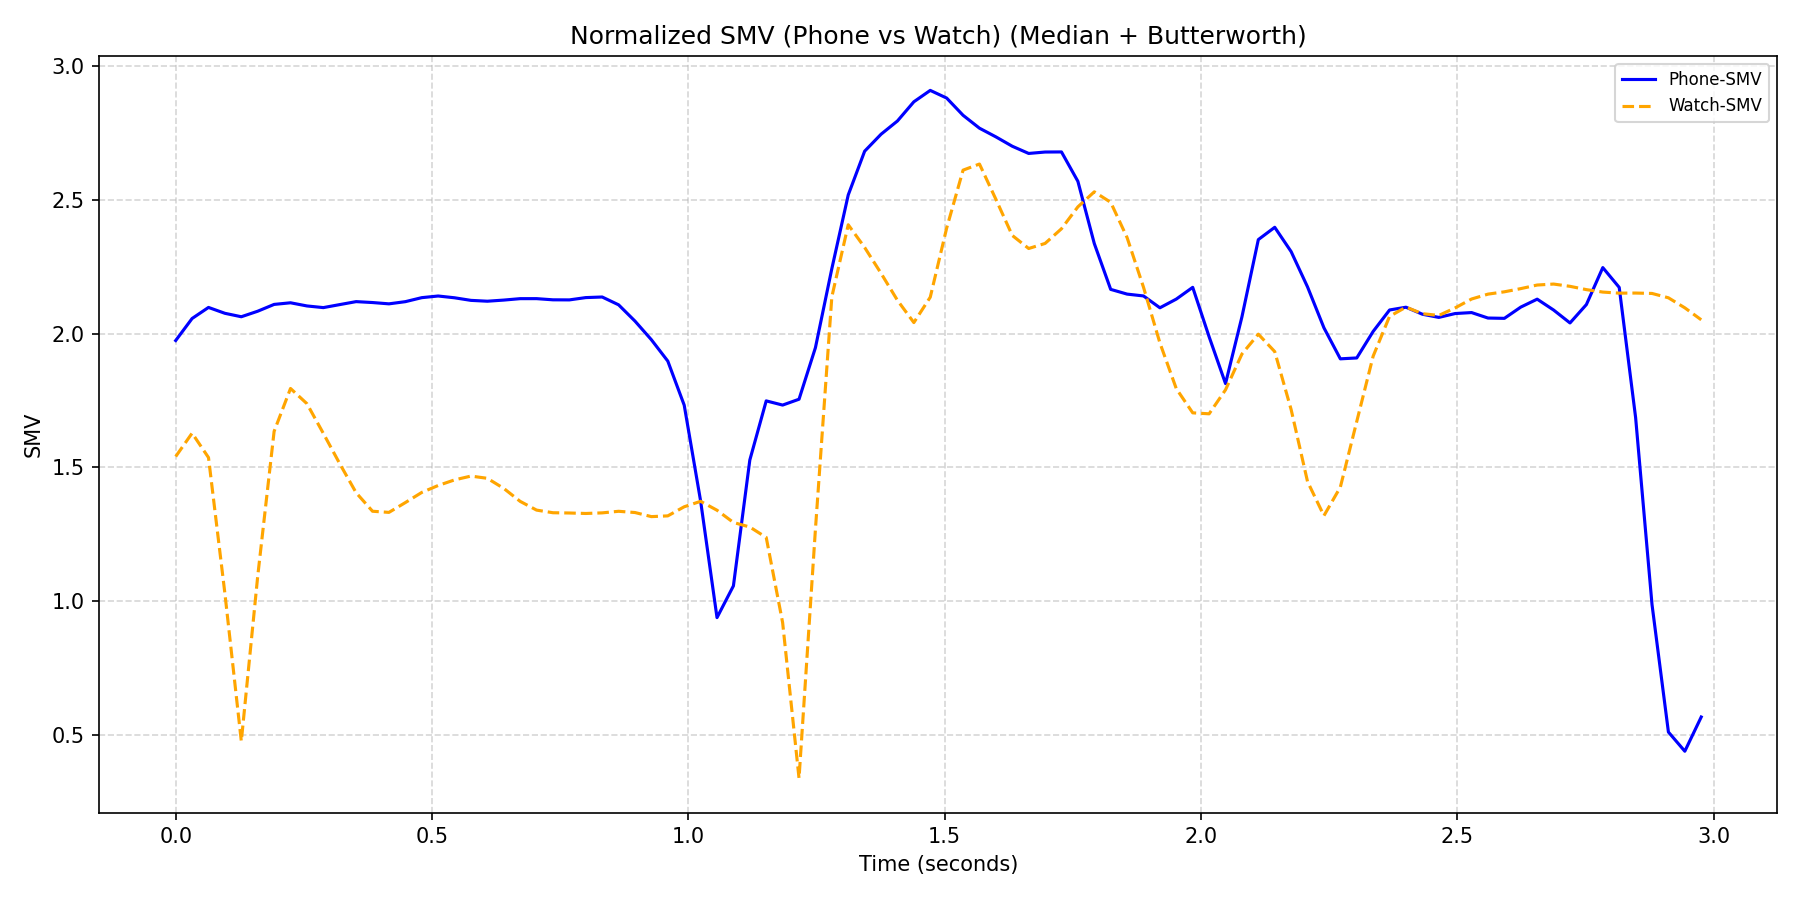 Normalized SMV (Phone vs Watch) (Median + Butterworth)
Phone-SMV
Watch-SMV
SMV
3.0
2.5
2.0
1.5
1.0
0.5
0.0 0.5 1.0 1.5 2.0 2.5 3.0
Time (seconds)